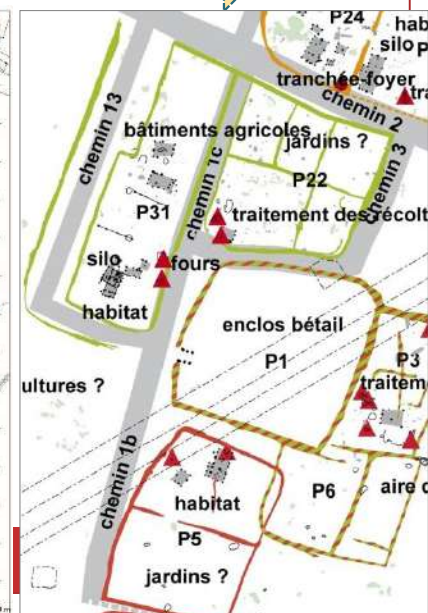 P24
hab
silo P
tranchée-foyer
tra
chemin 2
chemin 13
bâtiments agricoles
jardins ?
chemin 1c
chemin 3
P22
P31
traitement des récolt
silo
fours
habitat
enclos bétail
P1
P3
traitem
ultures ?
chemin 1b
habitat
P6
aire d
P5
jardins ?